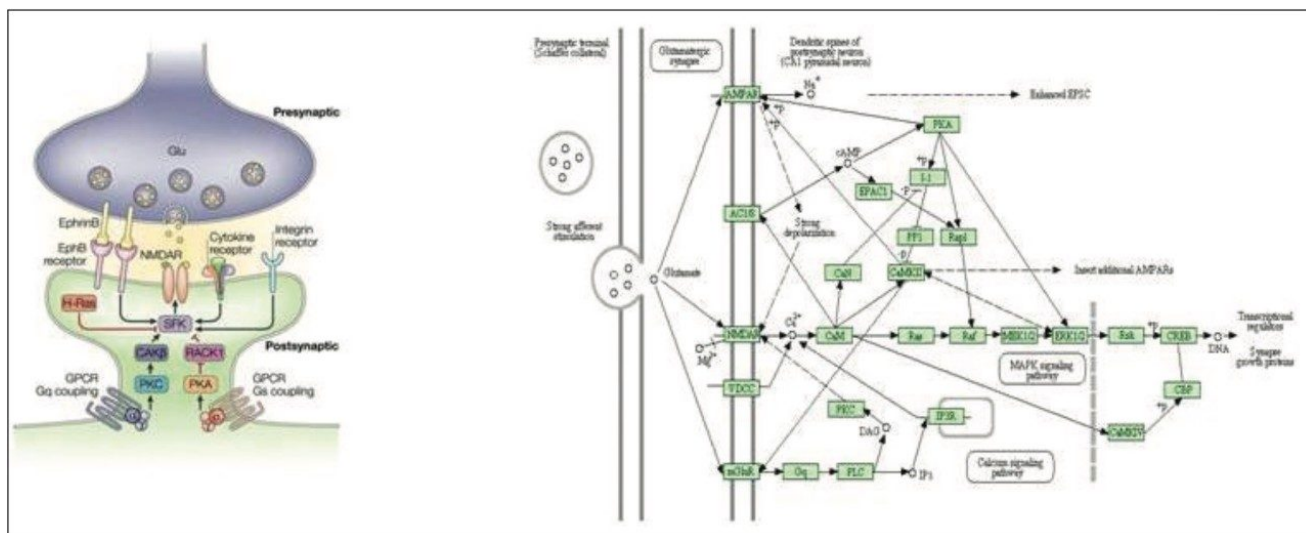 Presynaptic
Glu
EphrinB
EphB
receptor
NMDAR
Cytokine
receptor
Integrin
receptor
H-Ras
SFK
Postsynaptic
CAKβ
RACK1
PKC
PKA
GPCR
Gq coupling
GPCR
Gs coupling
Presynaptic terminal
(Schaffer collateral)
Glutamatergic
synapse
Dendritic spines of
postsynaptic neuron
(CA1 pyramidal neuron)
AMPAR
Na+
Enhanced EPSC
+p
+p
PKA
cAMP
+p
I-1
EPAC1
-p
AC1/8
Strong
depolarization
Strong afferent
stimulation
PP1
Rap1
-p
CaN
CaMKII
Insert additional AMPARs
Glutamate
NMDAR
Ca2+
CaM
Ras
Raf
MEK1/2
ERK1/2
Rsk
+p
CREB
DNA
Transcriptional
regulators
Synapse
growth proteins
Mg2+
MAPK signaling
pathway
VDCC
CBP
PKC
IP3R
DAG
+p
CaMKIV
mGluR
Gq
PLC
IP3
Calcium signaling
pathway